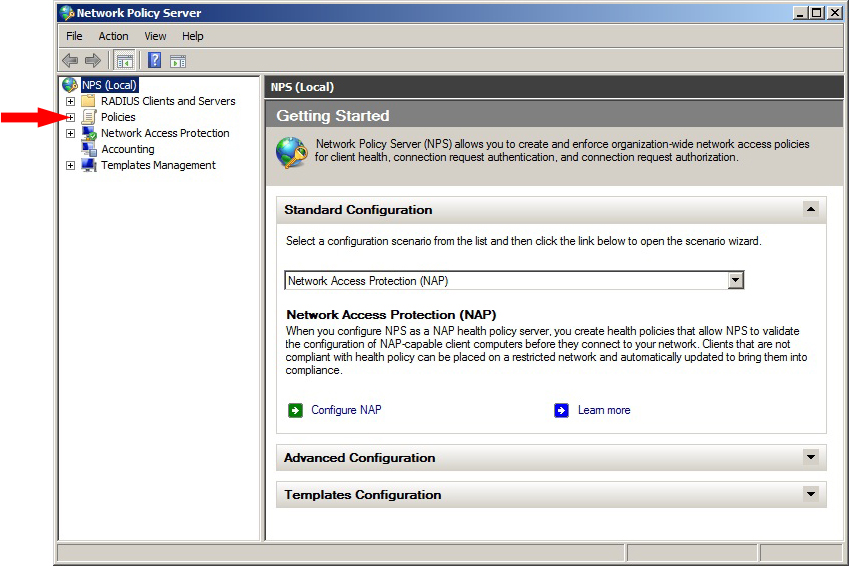 Network Policy Server
File Action View Help
NPS (Local)
RADIUS Clients and Servers
Policies
Network Access Protection
Accounting
Templates Management
NPS (Local)
Getting Started
Network Policy Server (NPS) allows you to create and enforce organization-wide network access policies
for client health, connection request authentication, and connection request authorization.
Standard Configuration
Select a configuration scenario from the list and then click the link below to open the scenario wizard.
Network Access Protection (NAP)
Network Access Protection (NAP)
When you configure NPS as a NAP health policy server, you create health policies that allow NPS to validate
the configuration of NAP-capable client computers before they connect to your network. Clients that are not
compliant with health policy can be placed on a restricted network and automatically updated to bring them into
compliance.
Configure NAP Learn more
Advanced Configuration
Templates Configuration